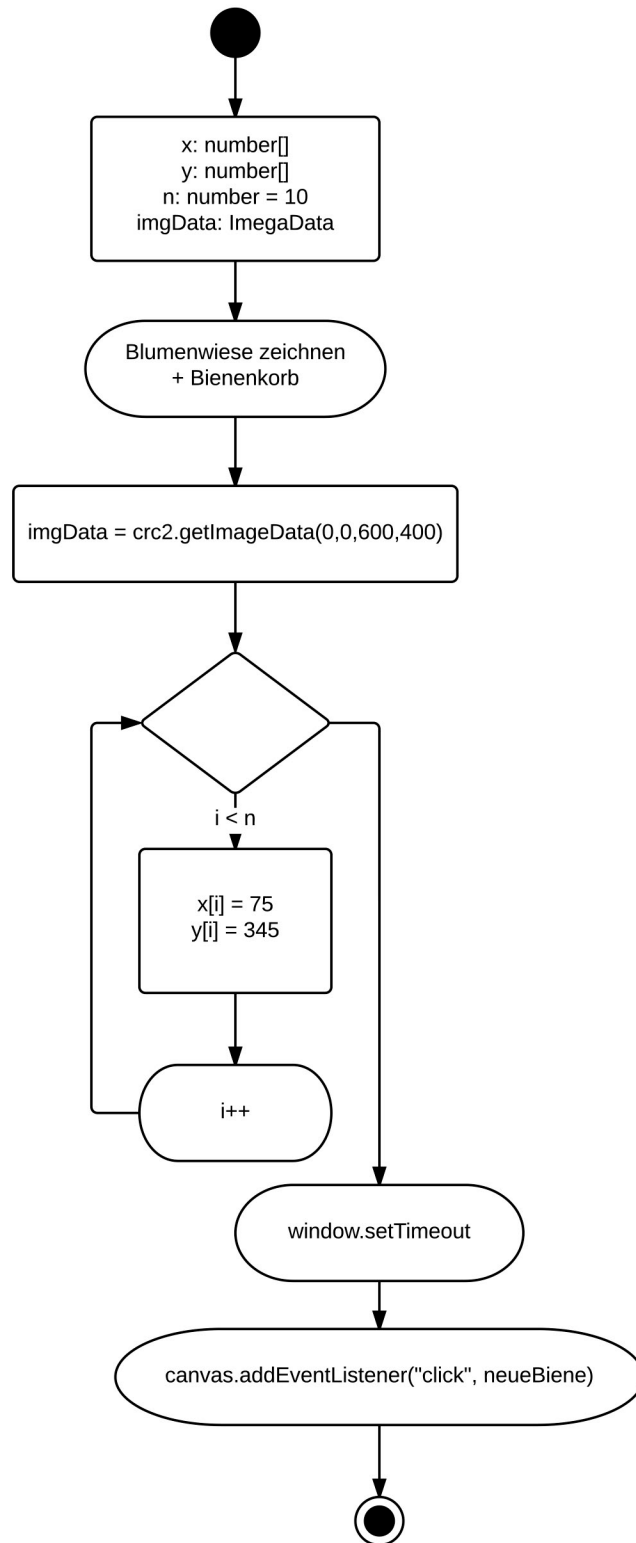 x: number[]
y: number[]
n: number = 10
imgData: ImegaData
Blumenwiese zeichnen
+ Bienenkorb
imgData = crc2.getImageData(0,0,600,400)
i < n
x[i] = 75
y[i] = 345
i++
window.setTimeout
canvas.addEventListener("click", neueBiene)